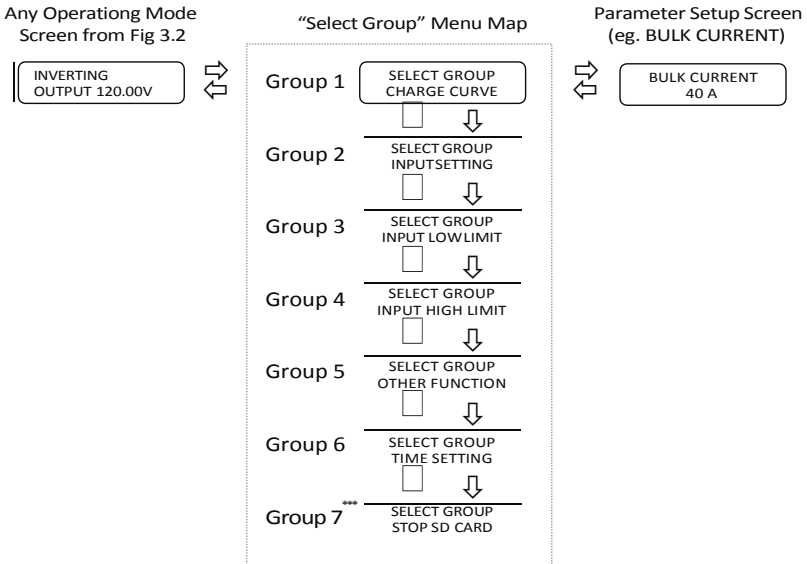 Any Operationg Mode
Screen from Fig 3.2
“Select Group” Menu Map
Parameter Setup Screen
(eg. BULK CURRENT)
INVERTING
OUTPUT 120.00V
Group 1
SELECT GROUP
CHARGE CURVE
BULK CURRENT
40 A
Group 2
SELECT GROUP
INPUTSETTING
Group 3
SELECT GROUP
INPUT LOWLIMIT
Group 4
SELECT GROUP
INPUT HIGH LIMIT
Group 5
SELECT GROUP
OTHER FUNCTION
Group 6
SELECT GROUP
TIME SETTING
Group 7***
SELECT GROUP
STOP SD CARD